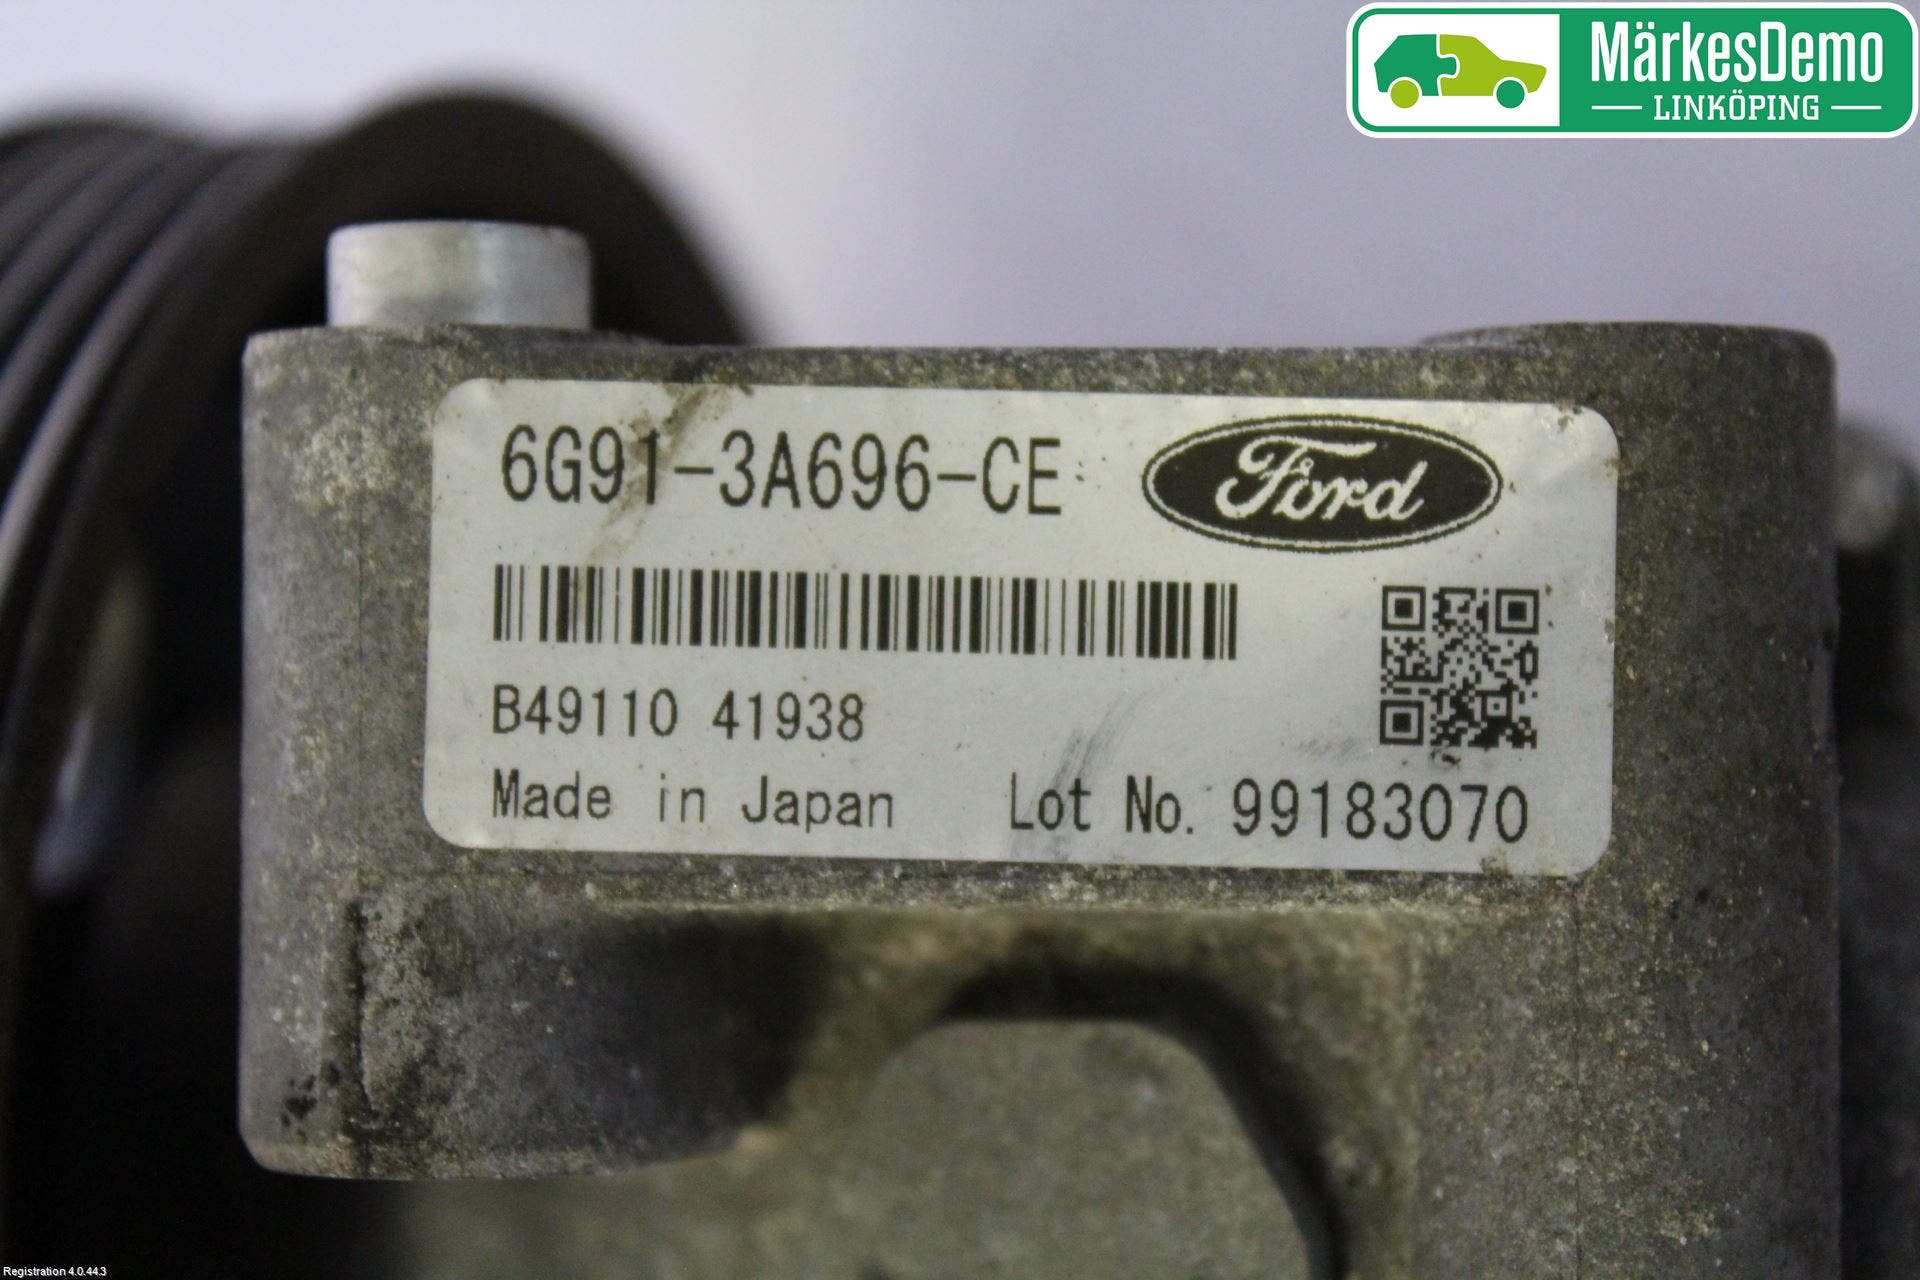 MärkesDemo
LINKÖPING
6G91-3A696-CE
Ford
B49110 41938
Made in Japan Lot No. 99183070
Registration 4.0.44.3